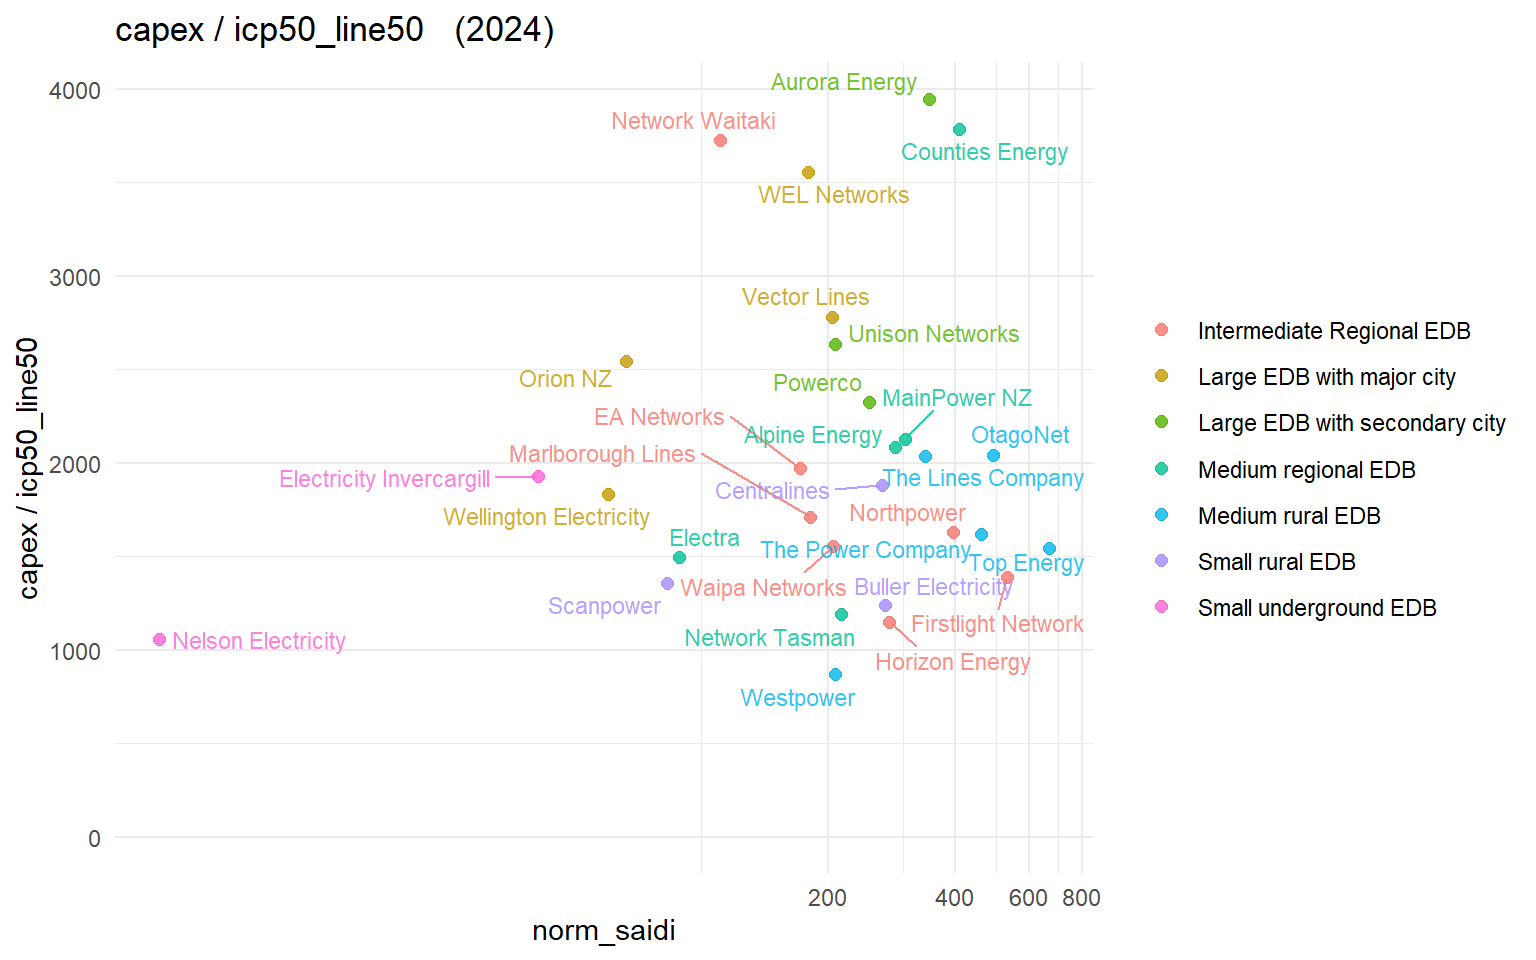 capex / icp50_line50 (2024)
Aurora Energy
Network Waitaki
Counties Energy
WEL Networks
Vector Lines
Unison Networks
Orion NZ
Powerco
MainPower NZ
EA Networks
Alpine Energy
OtagoNet
Marlborough Lines
Electricity Invercargill
The Lines Company
Centralines
Wellington Electricity
Northpower
Electra
The Power Company
Top Energy
Waipa Networks
Buller Electricity
Scanpower
Firstlight Network
Network Tasman
Nelson Electricity
Horizon Energy
Westpower
4000
3000
2000
1000
0
capex / icp50_line50
200
400
600
800
norm_saidi
Intermediate Regional EDB
Large EDB with major city
Large EDB with secondary city
Medium regional EDB
Medium rural EDB
Small rural EDB
Small underground EDB